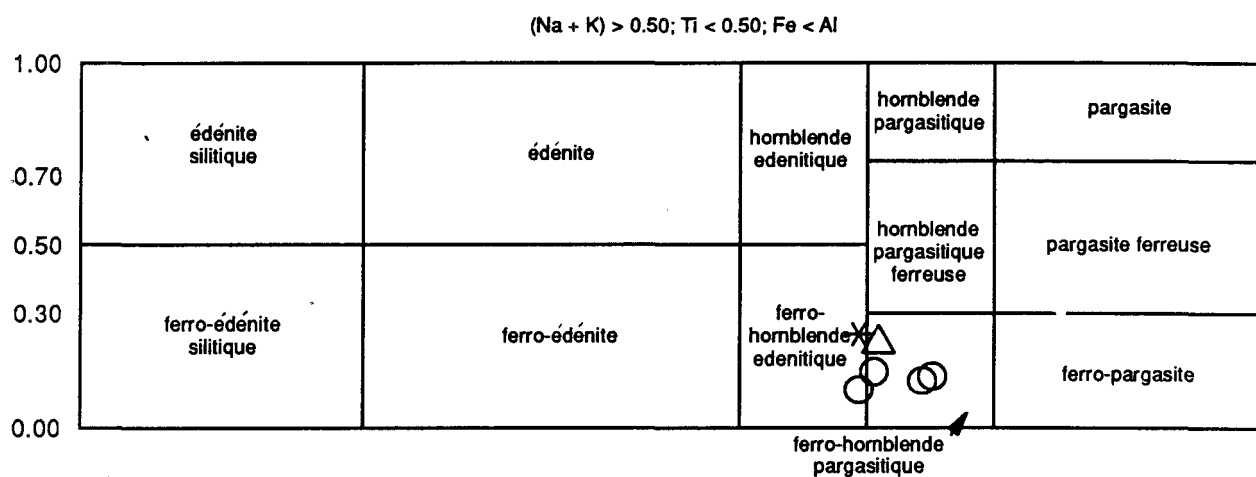 (Na + K) > 0.50; Ti < 0.50; Fe < Al
1.00
0.70
0.50
0.30
0.00
édénite
silitique
édénite
hornblende
edenitique
hornblende
pargasitique
pargasite
hornblende
pargasitique
ferreuse
pargasite ferreuse
ferro-édénite
silitique
ferro-édénite
ferro-
hornblende
edenitique
ferro-pargasite
ferro-hornblende
pargasitique